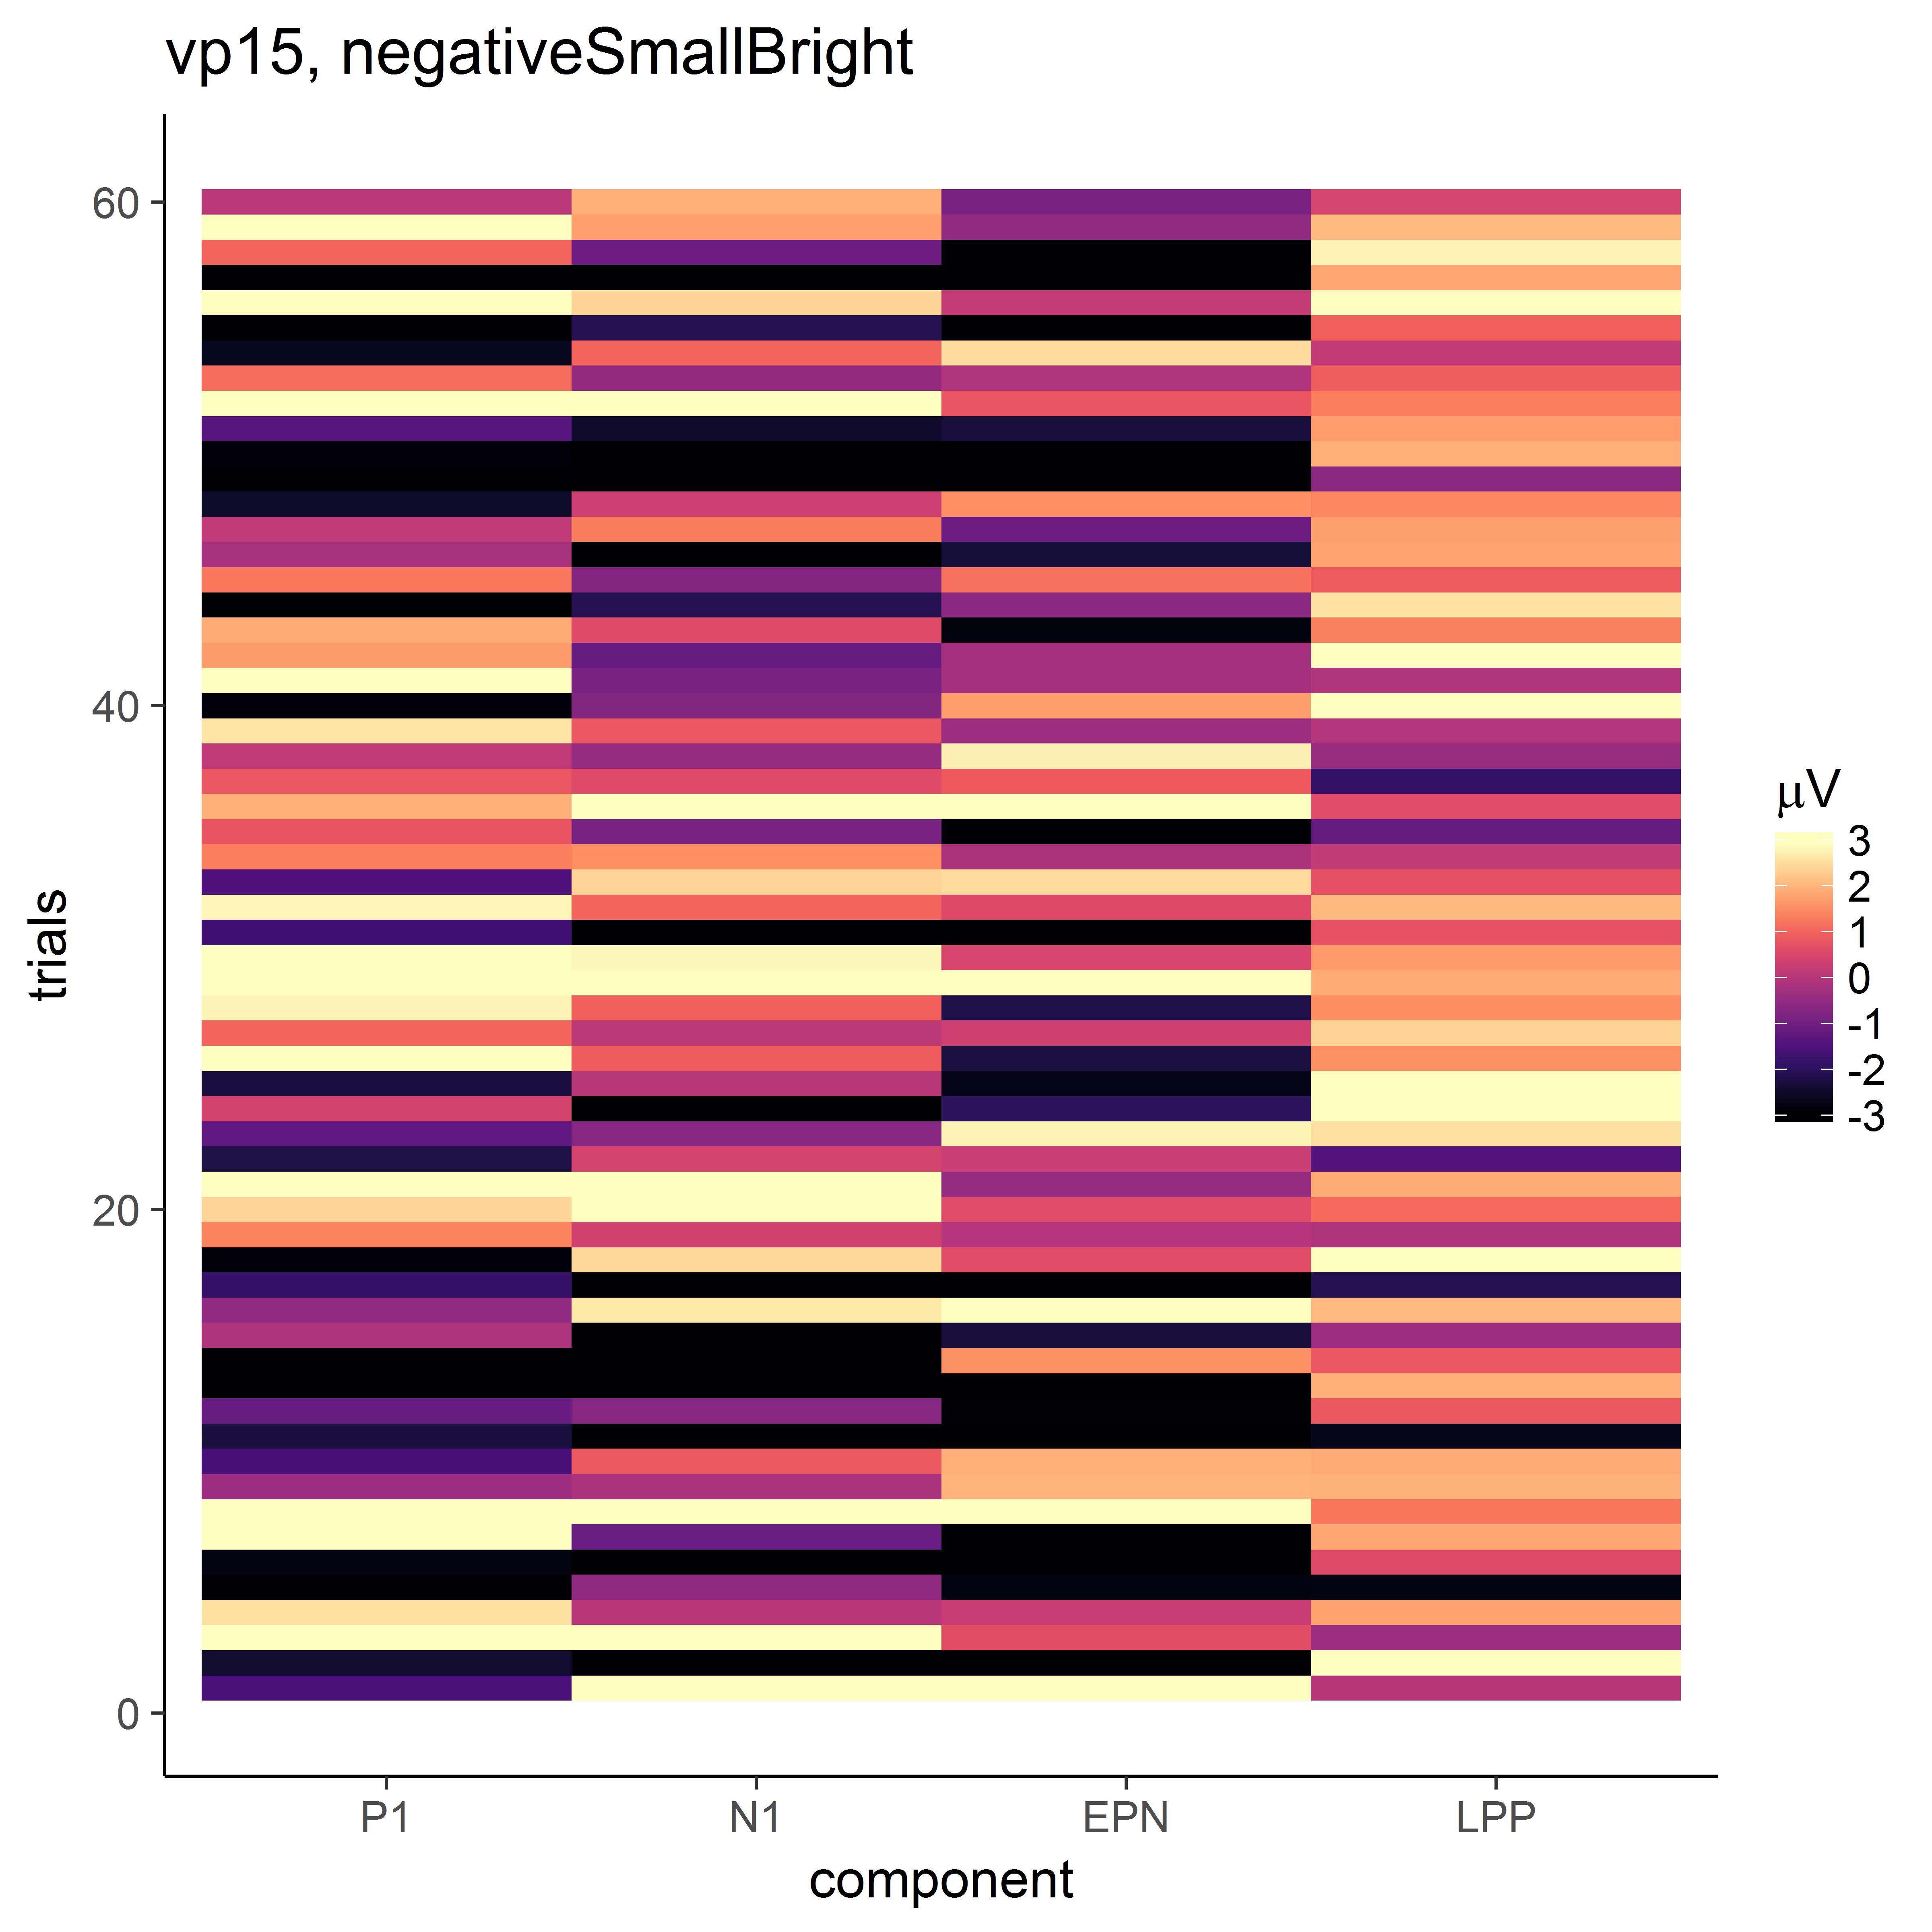 vp15, negativeSmallBright
60
40
20
0
trials
P1 N1 EPN LPP
component
μV
3
2
1
0
-1
-2
-3